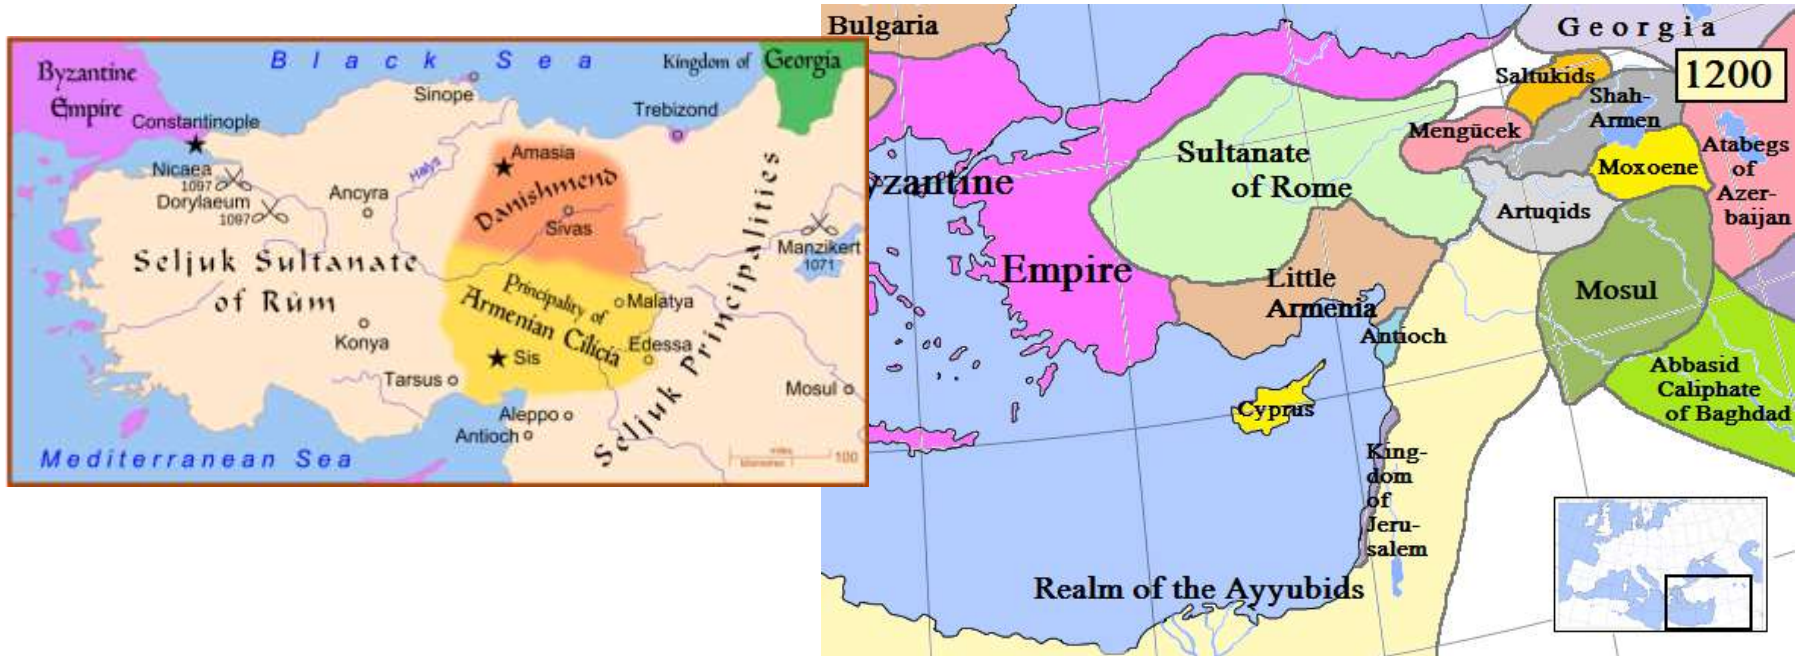 Byzantine
Empire
Black Sea
Kingdom of Georgia
Sinope
Constantinople
Trebizond
Nicaea
1097
Dorylaeum
1097
Ancyra
Halys
Amasia
Danishmend
Sivas
Seljuk Principalities
Manzikert
1071
Seljuk Sultanate
of Rûm
Principality of
Armenian Cilicia
Malatya
Konya
Edessa
Sis
Tarsus
Mosul
Aleppo
Antioch
Mediterranean Sea
miles
kilometres
100
Bulgaria
Georgia
1200
Saltukids
Shah-
Armen
Mengücek
Sultanate
of Rome
Moxoene
Atabegs
of
Azer-
baijan
yzantine
Empire
Artuqids
Little
Armenia
Mosul
Antioch
Abbasid
Caliphate
of Baghdad
Cyprus
King-
dom
of
Jeru-
salem
Realm of the Ayyubids